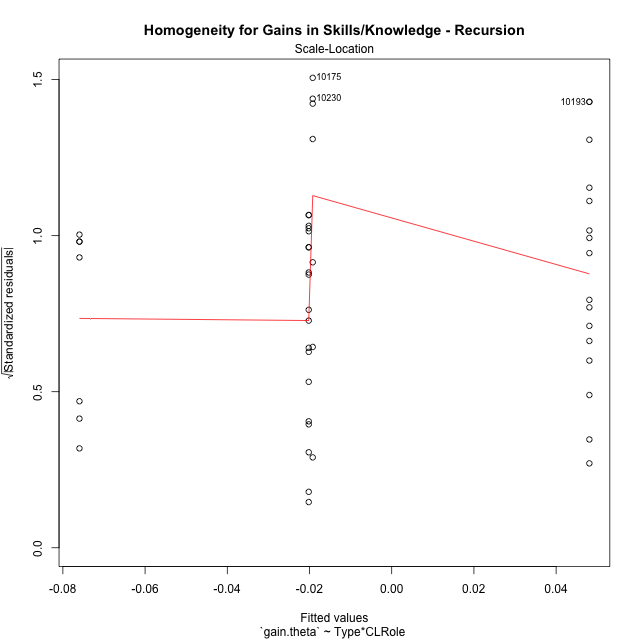 Homogeneity for Gains in Skills/Knowledge - Recursion
Scale-Location
1.5
1.0
0.5
0.0
√|Standardized residuals|
10175
10230
10193
-0.08 -0.06 -0.04 -0.02 0.00 0.02 0.04
Fitted values
`gain.theta` ~ Type*CLRole